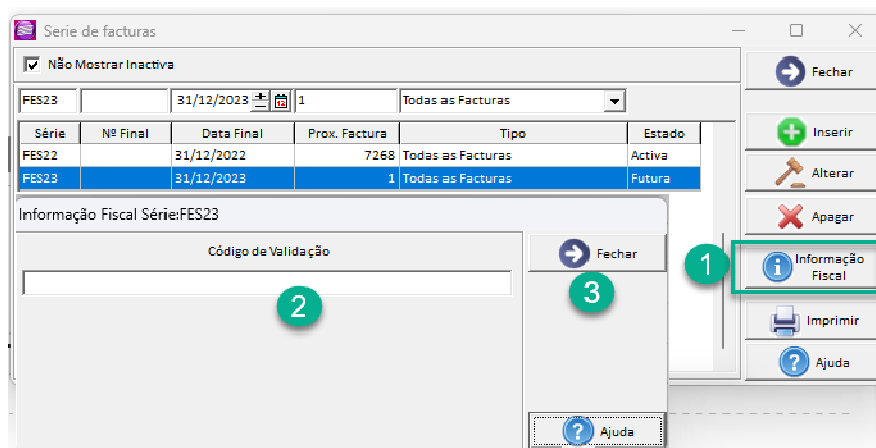 Serie de facturas
Não Mostrar Inactiva
Fechar
FES23 31/12/2023 1 Todas as Facturas
Série Nº Final Data Final Prox. Factura Tipo Estado
FES22 31/12/2022 7268 Todas as Facturas Activa
FES23 31/12/2023 1 Todas as Facturas Futura
Inserir
Alterar
Apagar
Informação Fiscal Série:FES23
Código de Validação
Fechar
1
Informação
Fiscal
2
3
Imprimir
Ajuda
Ajuda